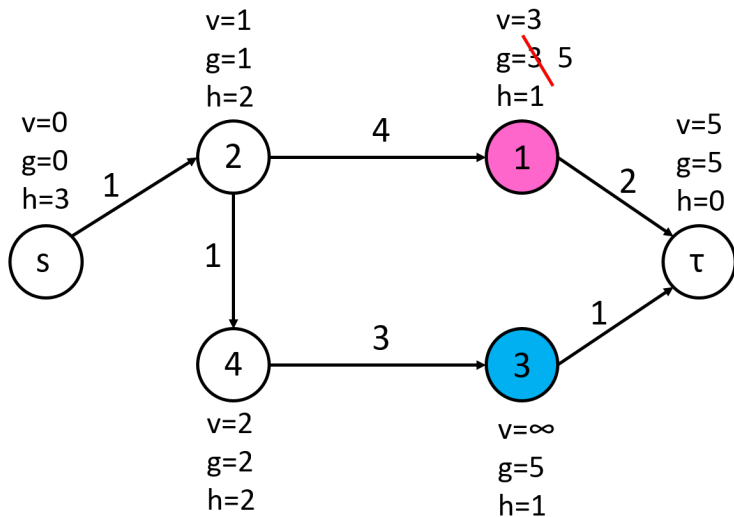 v=1
g=1
h=2
v=3
g=3 5
h=1
v=0
g=0
h=3
v=5
g=5
h=0
1
2
4
1
2
s
τ
1
4
3
3
1
v=2
g=2
h=2
v=∞
g=5
h=1